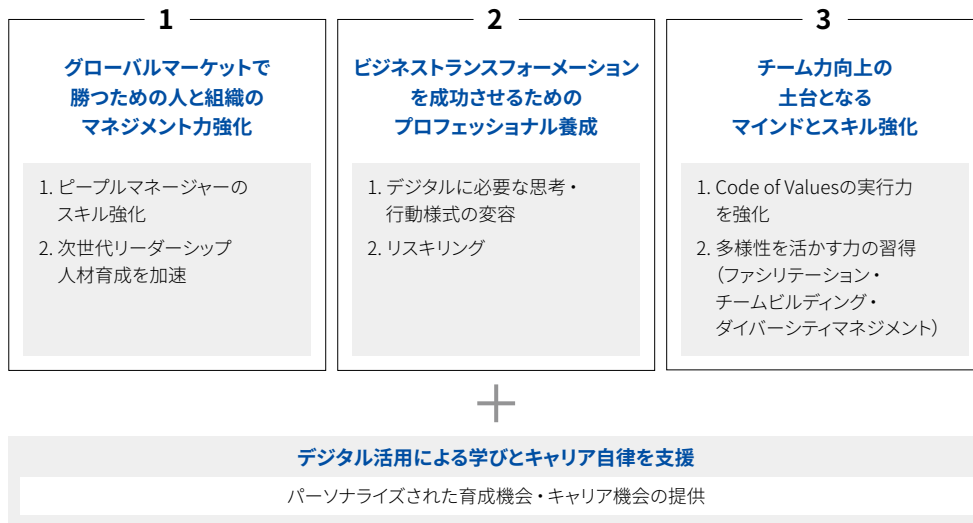 1
グローバルマーケットで
勝つための人と組織の
マネジメント力強化
1. ピープルマネージャーの
スキル強化
2. 次世代リーダーシップ
人材育成を加速
2
ビジネストランスフォーメーション
を成功させるための
プロフェッショナル養成
1. デジタルに必要な思考・
行動様式の変容
2. リスキリング
3
チーム力向上の
土台となる
マインドとスキル強化
1. Code of Valuesの実行力
を強化
2. 多様性を活かす力の習得
（ファシリテーション・
チームビルディング・
ダイバーシティマネジメント）
+
デジタル活用による学びとキャリア自律を支援
パーソナライズされた育成機会・キャリア機会の提供